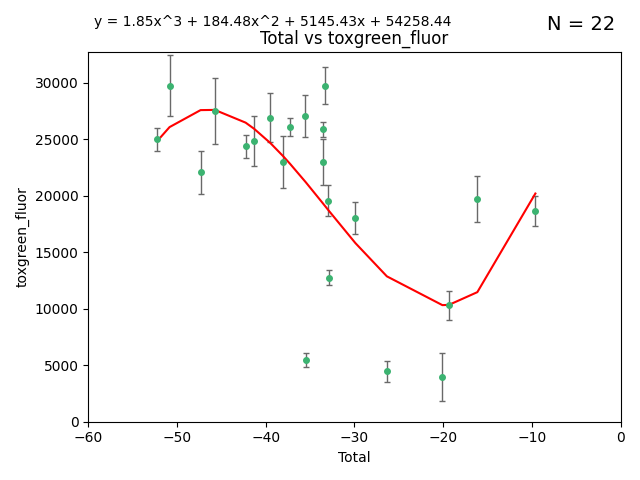 y = 1.85x^3 + 184.48x^2 + 5145.43x + 54258.44
N = 22
Total vs toxgreen_fluor
30000
25000
20000
15000
10000
5000
0
toxgreen_fluor
−60
−50
−40
−30
−20
−10
0
Total